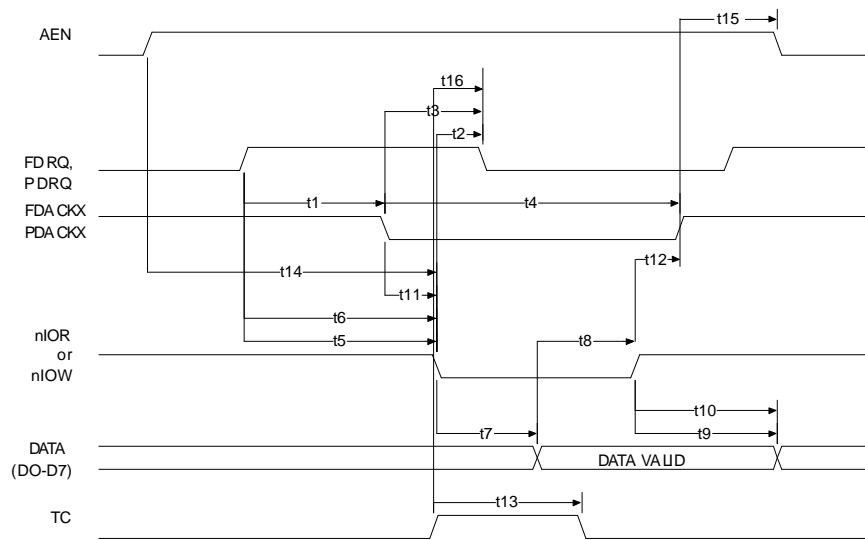 t15
AEN
t16
t3
t2
FDRQ,
PDRQ
t1
t4
FDACKX
PDACKX
t12
t14
t11
t6
nIOR
or
nIOW
t5
t8
t10
t7
t9
DATA
(DO-D7)
DATA VALID
t13
TC